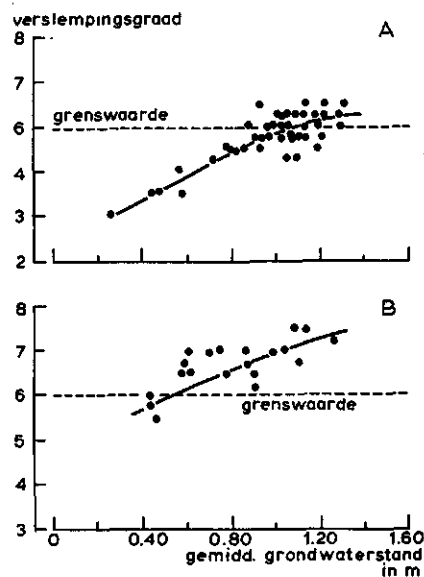 verslempingsgraad
A
8
7
grenswaarde
6
5
4
3
2
B
8
7
6
grenswaarde
5
4
3
0 0.40 0.80 1.20 1.60
gemidd. grondwaterstand
in m